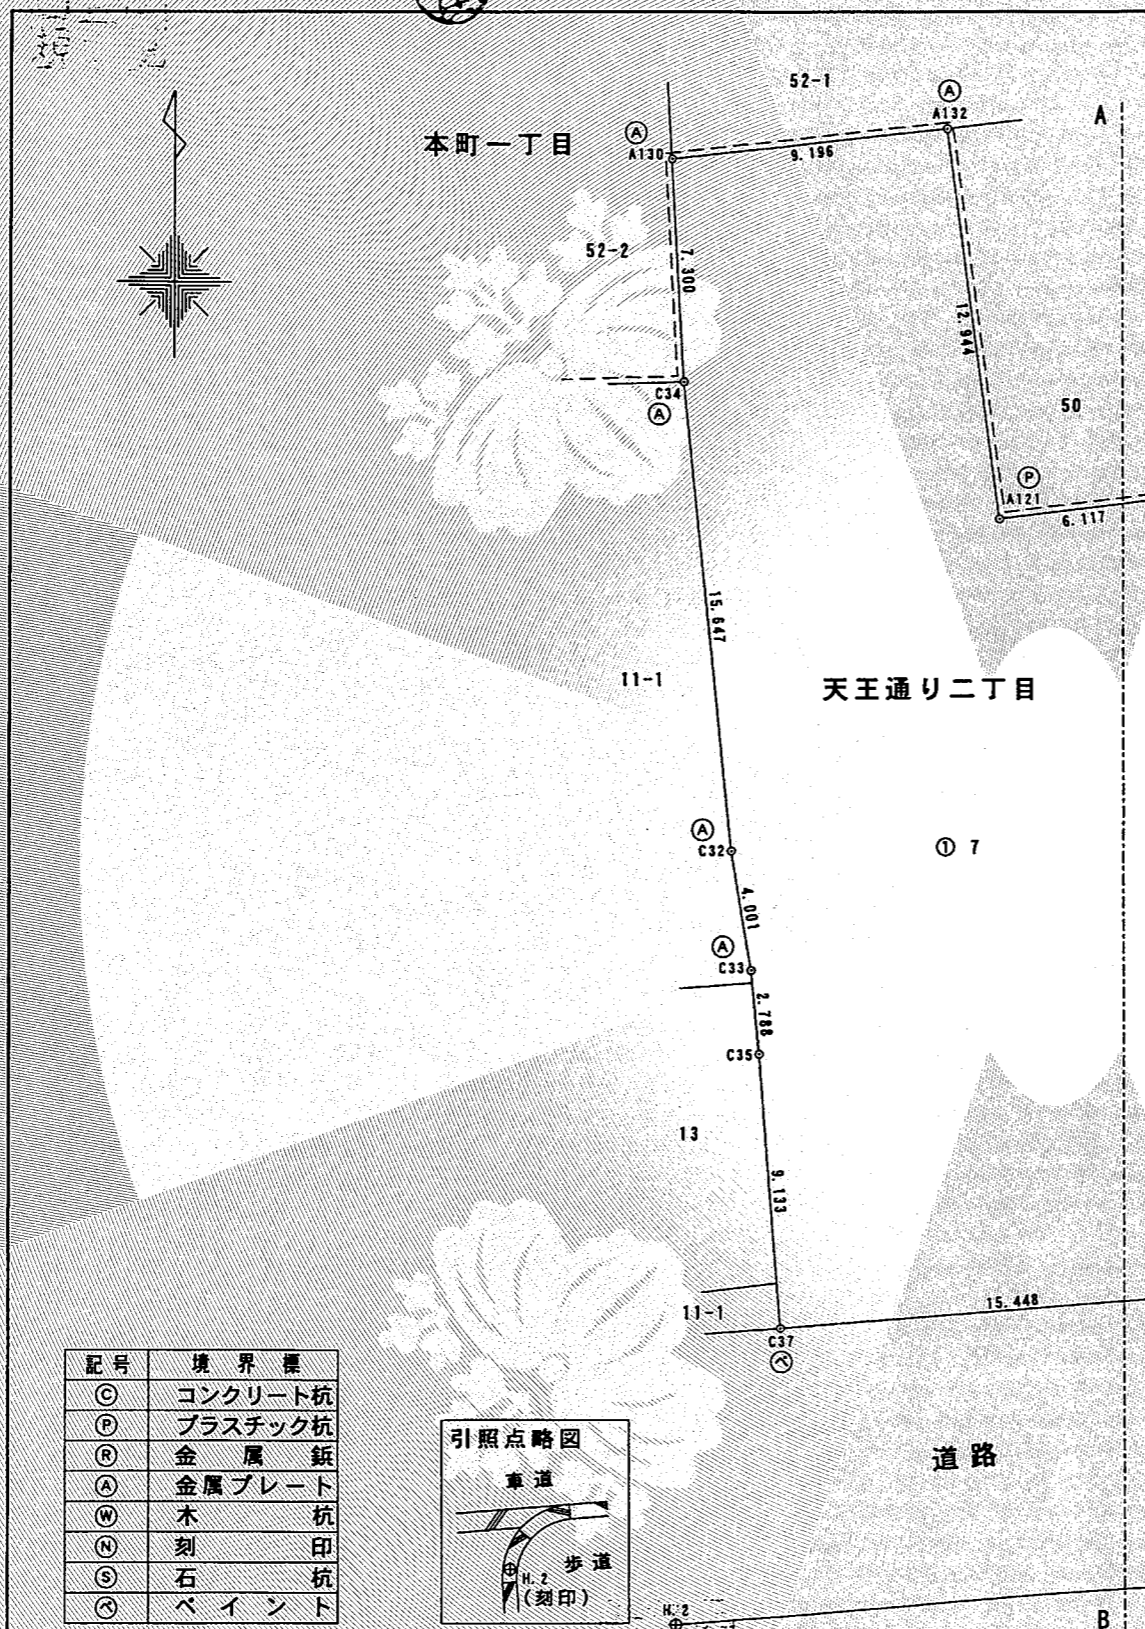 52-1
Ⓐ
A132
A
本町一丁目
Ⓐ
A130
9.196
52-2
7.300
12.944
C34
Ⓐ
50
Ⓟ
A121
6.117
15.647
11-1
天王通り二丁目
Ⓐ
C32
① 7
4.001
Ⓐ
C33
2.788
C35
13
9.133
11-1
15.448
C37
㋬
記号 境界標
Ⓒ コンクリート杭
Ⓟ プラスチック杭
Ⓡ 金属鋲
Ⓐ 金属プレート
Ⓦ 木杭
Ⓝ 刻印
Ⓢ 石杭
㋬ ペイント
引照点略図
車道
歩道
H.2
(刻印)
道路
H.2
B